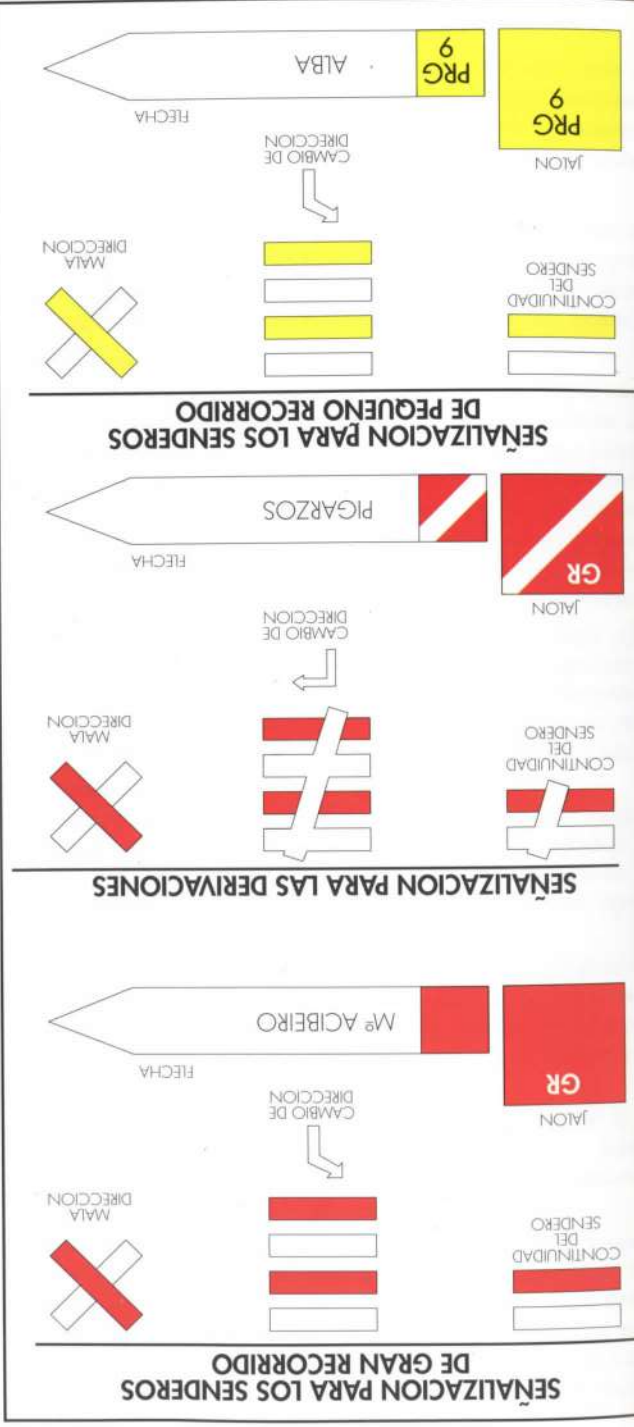 SEÑALIZACION PARA LOS SENDEROS
DE GRAN RECORRIDO
CONTINUIDAD
DEL
SENDERO
CAMBIO DE
DIRECCION
MALA
DIRECCION
JALON
GR
FLECHA
Mº ACIBEIRO
SEÑALIZACION PARA LAS DERIVACIONES
CONTINUIDAD
DEL
SENDERO
CAMBIO DE
DIRECCION
MALA
DIRECCION
JALON
GR
FLECHA
PIGARZOS
SEÑALIZACION PARA LOS SENDEROS
DE PEQUEÑO RECORRIDO
CONTINUIDAD
DEL
SENDERO
CAMBIO DE
DIRECCION
MALA
DIRECCION
JALON
PRG
9
FLECHA
PRG
9
ALBA